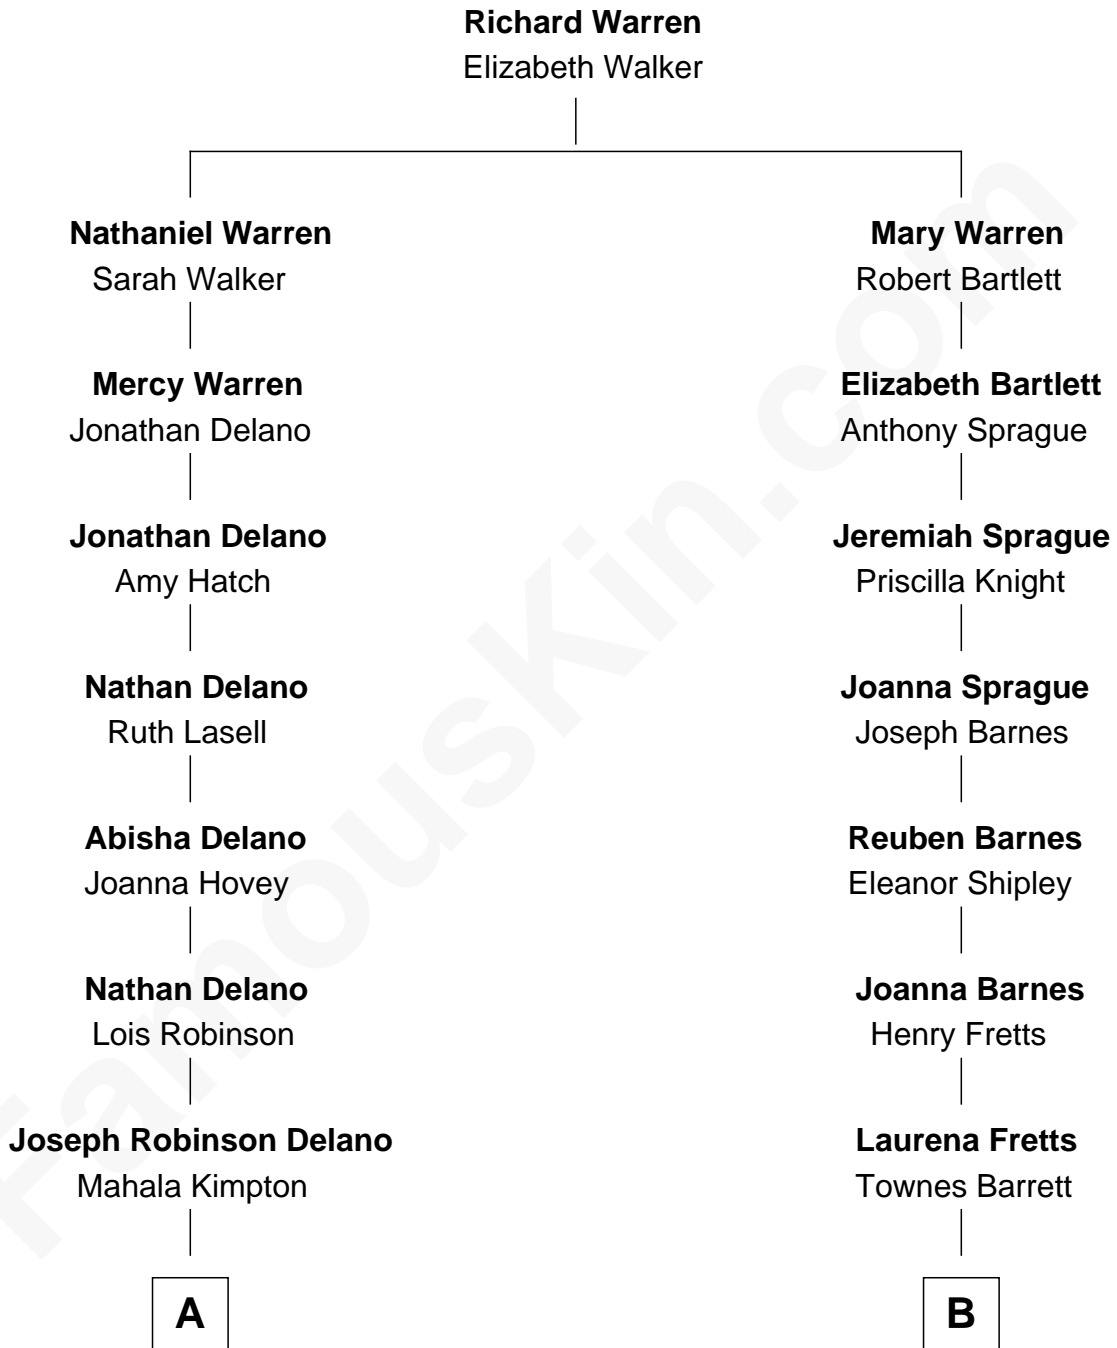 Richard Warren
Elizabeth Walker
Nathaniel Warren
Sarah Walker
Mary Warren
Robert Bartlett
Mercy Warren
Jonathan Delano
Elizabeth Bartlett
Anthony Sprague
Jonathan Delano
Amy Hatch
Jeremiah Sprague
Priscilla Knight
Nathan Delano
Ruth Lasell
Joanna Sprague
Joseph Barnes
Abisha Delano
Joanna Hovey
Reuben Barnes
Eleanor Shipley
Nathan Delano
Lois Robinson
Joanna Barnes
Henry Fretts
Joseph Robinson Delano
Mahala Kimpton
Laurena Fretts
Townes Barrett
A
B
FamousKin.com